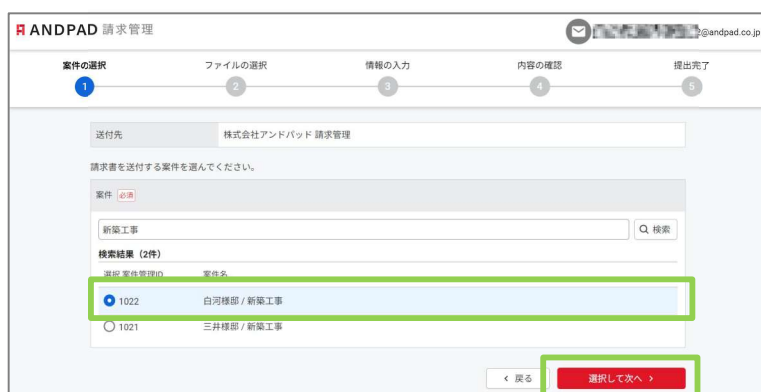 ANDPAD 請求管理
@andpad.co.jp
案件の選択
ファイルの選択
情報の入力
内容の確認
提出完了
1
2
3
4
5
送付先 株式会社アンドパッド 請求管理
請求書を送付する案件を選んでください。
案件 必須
新築工事
検索
検索結果（2件）
選択 案件管理ID 案件名
1022 白河様邸 / 新築工事
1021 三井様邸 / 新築工事
< 戻る
選択して次へ >